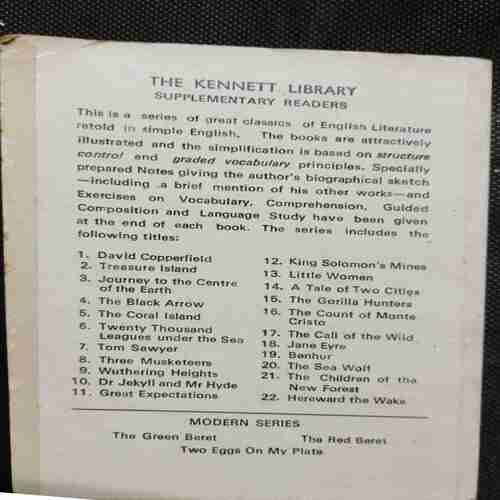 THE KENNETT LIBRARY
SUPPLEMENTARY READERS
This is a series of great classics of English Literature
retold in simple English. The books are attractively
illustrated and the simplification is based on structure
control and graded vocabulary principles. Specially
prepared Notes giving the author's biographical sketch
—including a brief mention of his other works—and
Exercises on Vocabulary, Comprehension, Guided
Composition and Language Study have been given
at the end of each book. The series includes the
following titles:
1. David Copperfield
2. Treasure Island
3. Journey to the Centre
of the Earth
4. The Black Arrow
5. The Coral Island
6. Twenty Thousand
Leagues under the Sea
7. Tom Sawyer
8. Three Musketeers
9. Wuthering Heights
10. Dr Jekyll and Mr Hyde
11. Great Expectations
12. King Solomon's Mines
13. Little Women
14. A Tale of Two Cities
15. The Gorilla Hunters
16. The Count of Monte
Cristo
17. The Call of the Wild
18. Jane Eyre
19. Benhur
20. The Sea Wolf
21. The Children of the
New Forest
22. Hereward the Wake
MODERN SERIES
The Green Beret The Red Beret
Two Eggs On My Plate